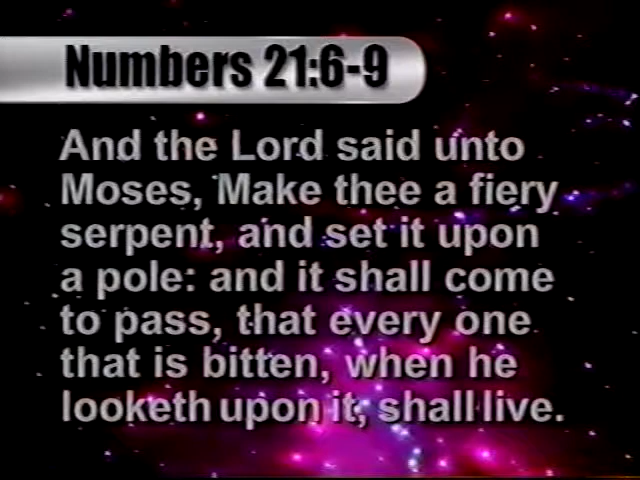 Numbers 21:6-9
And the Lord said unto
Moses, Make thee a fiery
serpent, and set it upon
a pole: and it shall come
to pass, that every one
that is bitten, when he
looketh upon it, shall live.